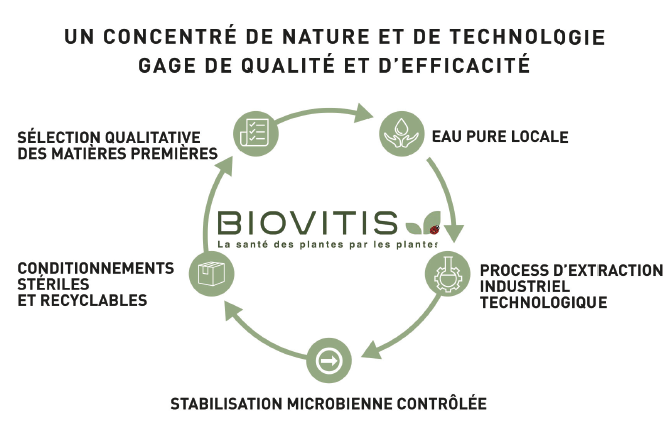 UN CONCENTRÉ DE NATURE ET DE TECHNOLOGIE
GAGE DE QUALITÉ ET D'EFFICACITÉ
SÉLECTION QUALITATIVE
DES MATIÈRES PREMIÈRES
EAU PURE LOCALE
BIOVITIS
La santé des plantes par les plantes
CONDITIONNEMENTS
STÉRILES
ET RECYCLABLES
PROCESS D'EXTRACTION
INDUSTRIEL
TECHNOLOGIQUE
STABILISATION MICROBIENNE CONTRÔLÉE